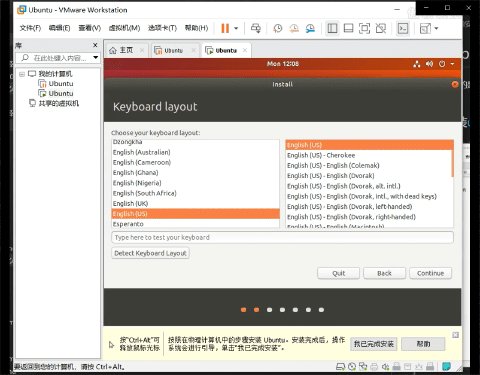 Ubuntu - VMware Workstation
文件(F) 编辑(E) 查看(V) 虚拟机(M) 选项卡(T) 帮助(H)
库
在此处键入内容...
我的计算机
Ubuntu
Ubuntu
共享的虚拟机
主页 Ubuntu Ubuntu
Mon 12:08
Install
Keyboard layout
Choose your keyboard layout:
Dzongkha
English (Australian)
English (Cameroon)
English (Ghana)
English (Nigeria)
English (South Africa)
English (UK)
English (US)
Esperanto
English (US)
English (US) - Cherokee
English (US) - English (Colemak)
English (US) - English (Dvorak)
English (US) - English (Dvorak, alt. intl.)
English (US) - English (Dvorak, intl., with dead keys)
English (US) - English (Dvorak, left-handed)
English (US) - English (Dvorak, right-handed)
English (US) - English (Macintosh)
Type here to test your keyboard
Detect Keyboard Layout
Quit Back Continue
按"Ctrl+Alt"可
释放鼠标光标
按照在物理计算机中的步骤安装 Ubuntu。安装完成后，操作
系统会进行引导，单击"我已完成安装"。
我已完成安装 帮助
要返回到您的计算机，请按 Ctrl+Alt。